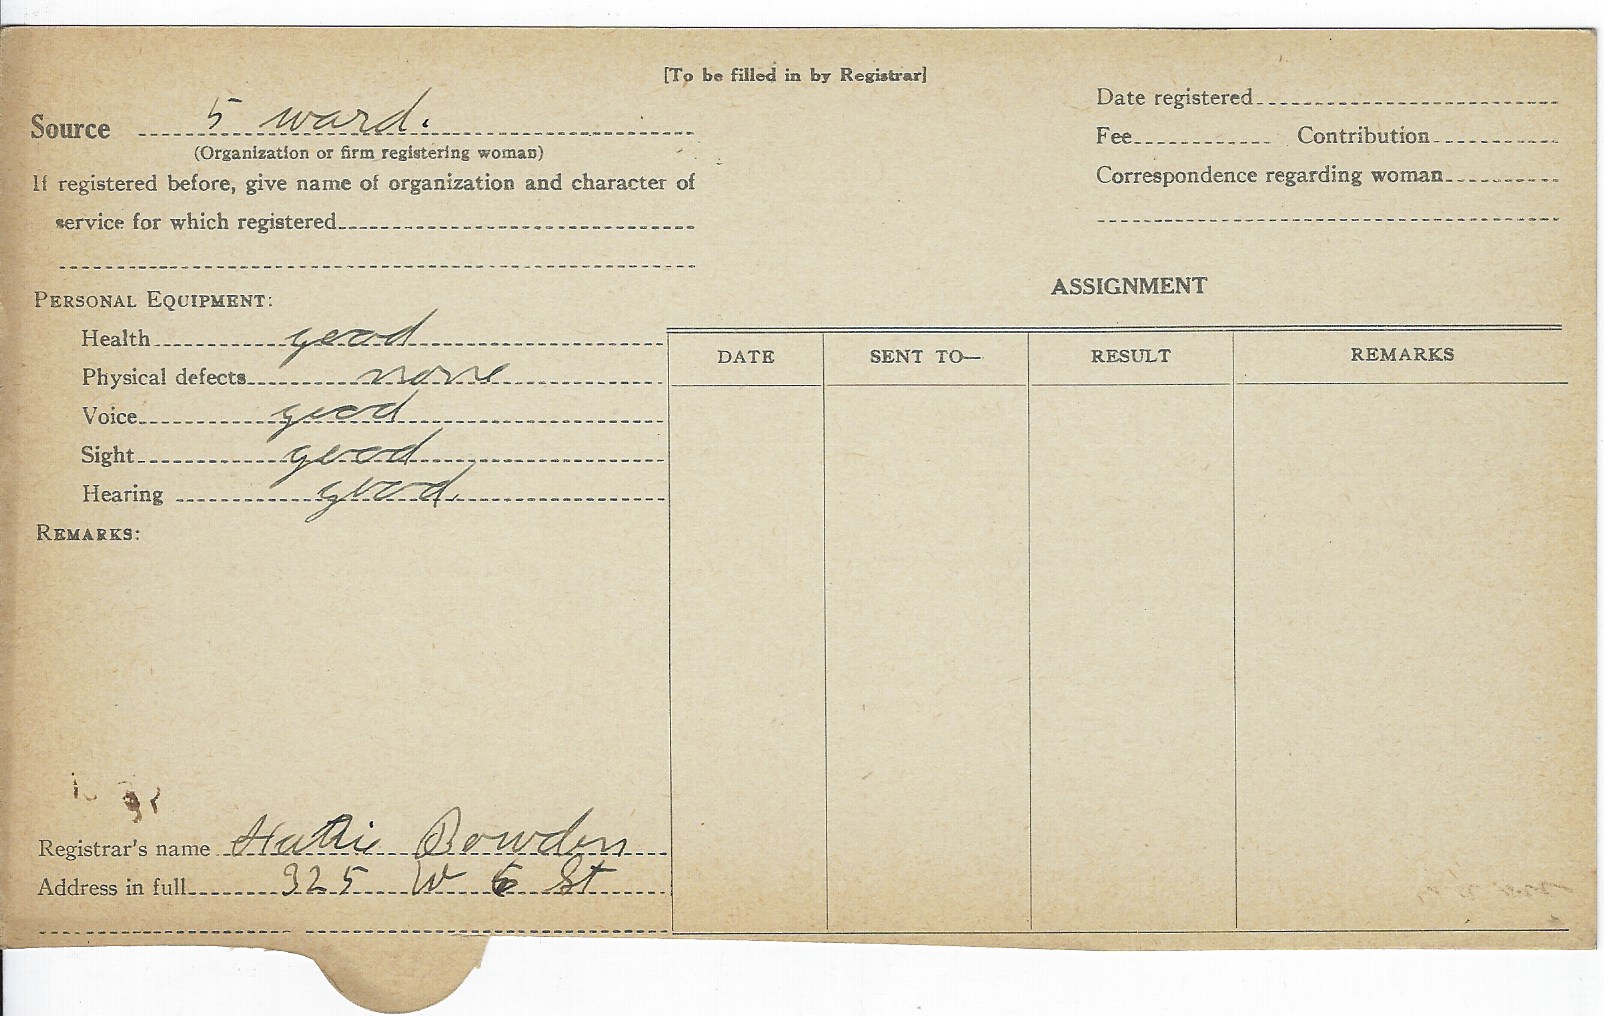 [To be filled in by Registrar]
Source 5 ward.
(Organization or firm registering woman)
If registered before, give name of organization and character of
service for which registered
Date registered
Fee Contribution
Correspondence regarding woman
PERSONAL EQUIPMENT:
Health good
Physical defects none
Voice good
Sight good
Hearing good
REMARKS:
Registrar's name Hattie Bowden
Address in full 325 W 6 St
ASSIGNMENT
DATE SENT TO— RESULT REMARKS